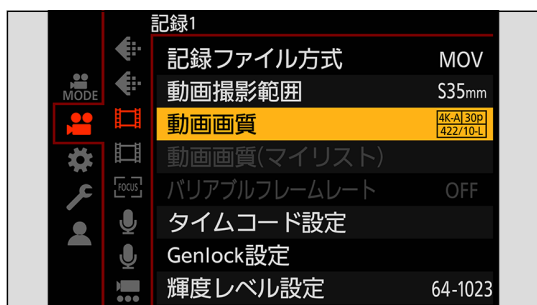 記録1
記録ファイル方式 MOV
MODE
動画撮影範囲 S35mm
動画画質 4K-A 30p 422/10-L
動画画質(マイリスト)
FOCUS
バリアブルフレームレート OFF
タイムコード設定
Genlock設定
輝度レベル設定 64-1023